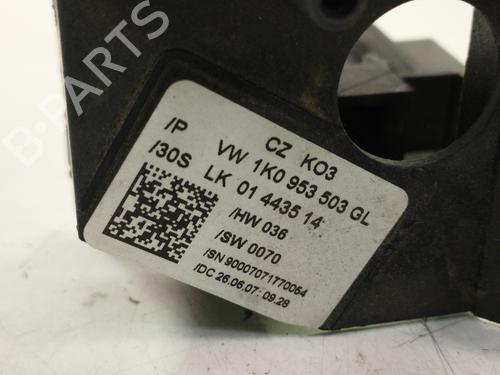 B-PARTS
CZ KO3
/P VW 1K0 953 503 GL
/30S LK 01 4435 14
/HW 036
/SW 0070
/SN 90007071770054
/DC 26.06.07: 09.28